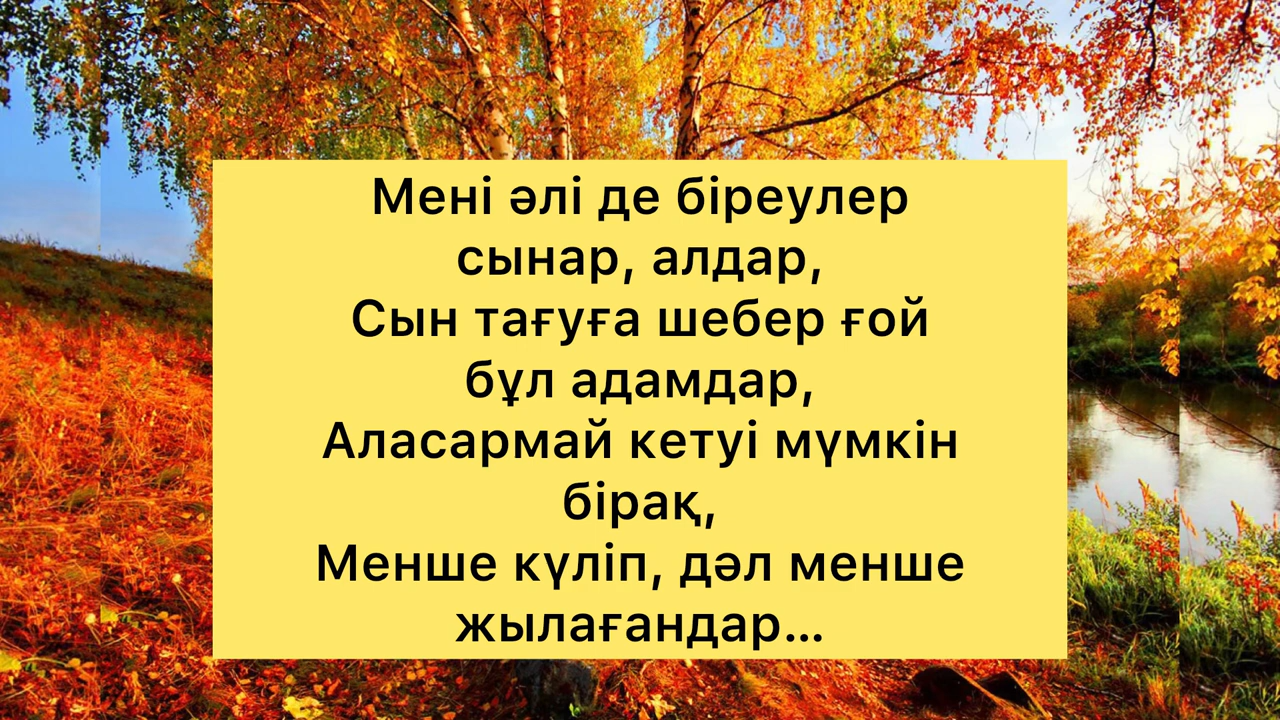 Мені әлі де біреулер
сынар, алдар,
Сын тағуға шебер ғой
бұл адамдар,
Аласармай кетуі мүмкін
бірақ,
Менше күліп, дәл менше
жылағандар...